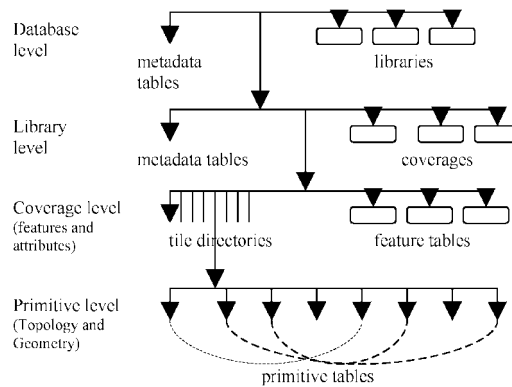 Database
level
metadata
tables
libraries
Library
level
metadata tables
coverages
Coverage level
(features and
attributes)
tile directories
feature tables
Primitive level
(Topology and
Geometry)
primitive tables